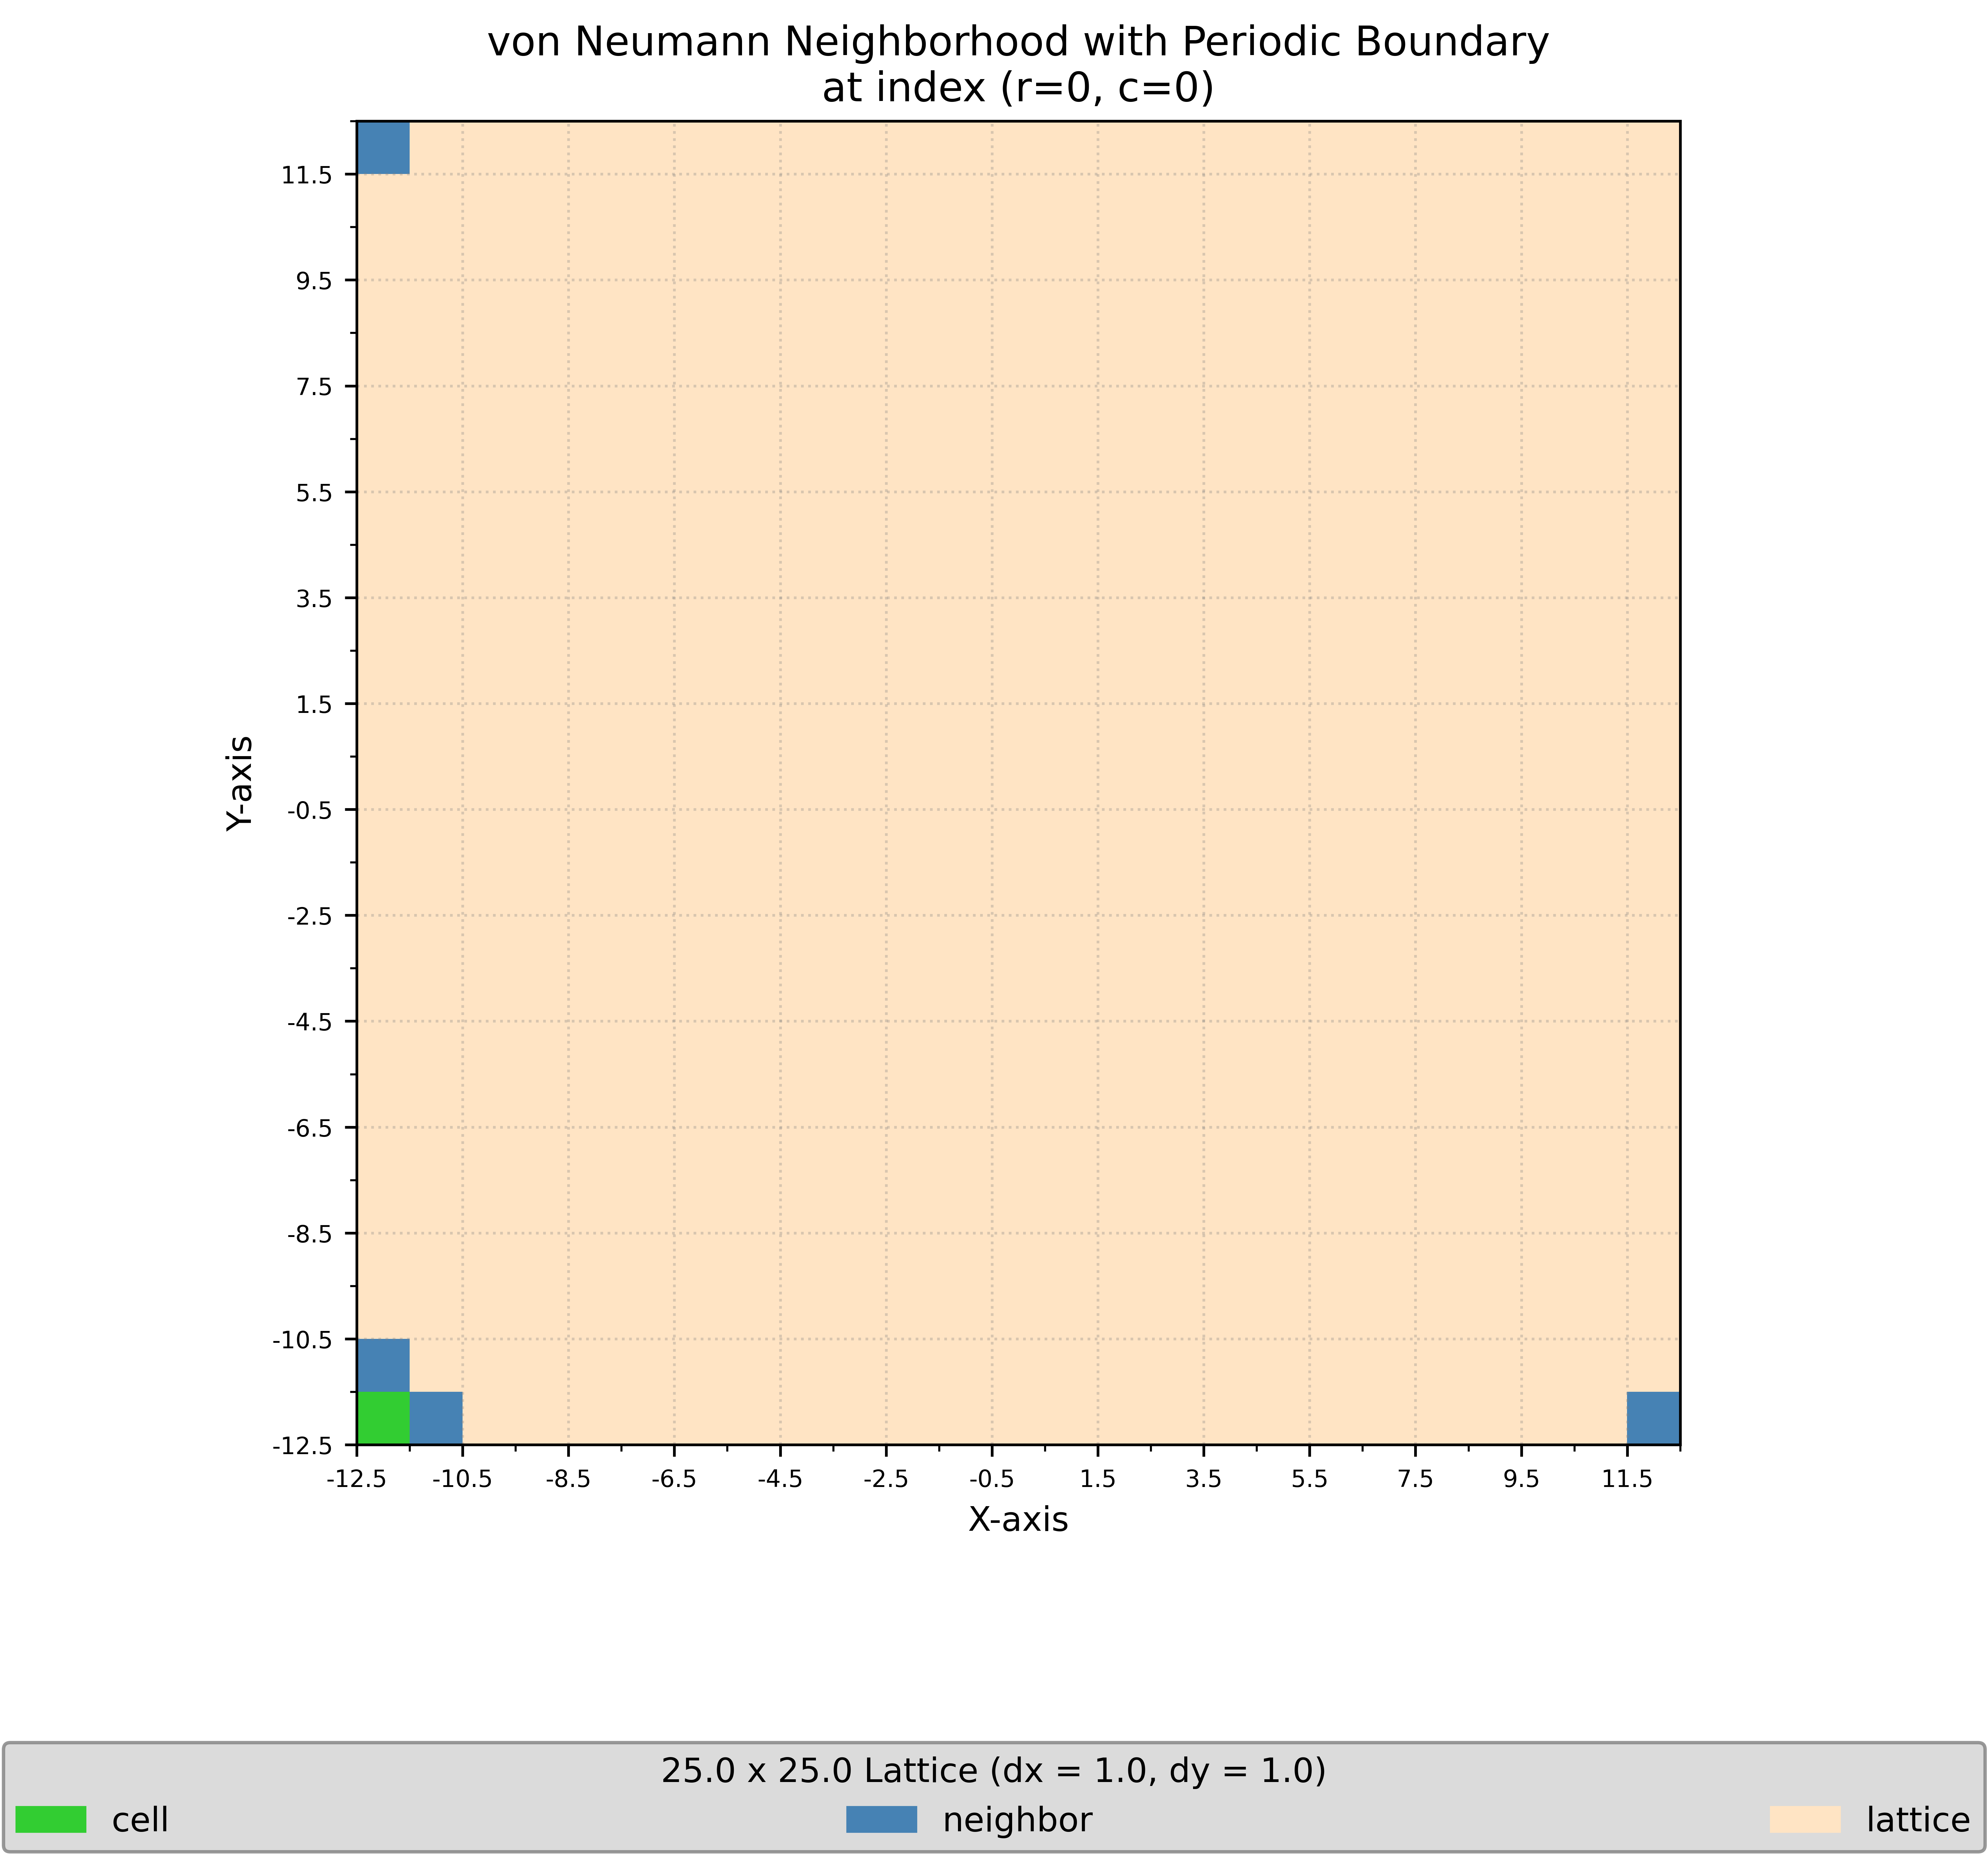 von Neumann Neighborhood with Periodic Boundary
at index (r=0, c=0)
11.5
9.5
7.5
5.5
3.5
1.5
-0.5
-2.5
-4.5
-6.5
-8.5
-10.5
-12.5
Y-axis
-12.5 -10.5 -8.5 -6.5 -4.5 -2.5 -0.5 1.5 3.5 5.5 7.5 9.5 11.5
X-axis
25.0 x 25.0 Lattice (dx = 1.0, dy = 1.0)
cell neighbor lattice